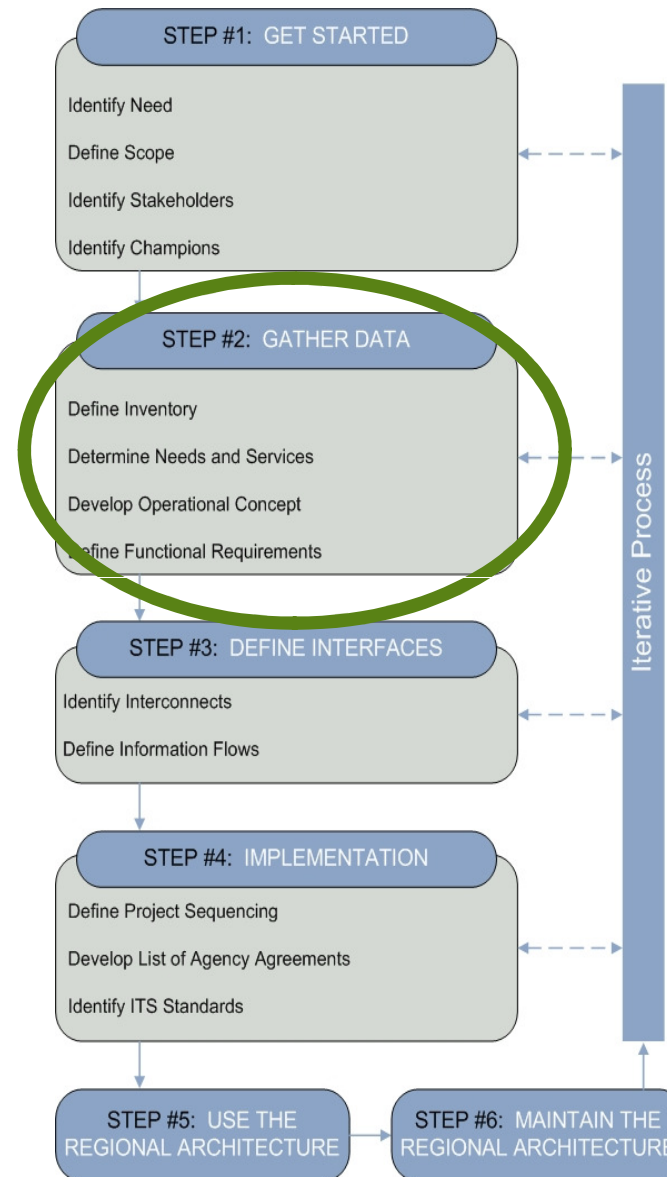 STEP #1: GET STARTED
Identify Need
Define Scope
Identify Stakeholders
Identify Champions
STEP #2: GATHER DATA
Define Inventory
Determine Needs and Services
Develop Operational Concept
Define Functional Requirements
STEP #3: DEFINE INTERFACES
Identify Interconnects
Define Information Flows
STEP #4: IMPLEMENTATION
Define Project Sequencing
Develop List of Agency Agreements
Identify ITS Standards
STEP #5: USE THE
REGIONAL ARCHITECTURE
STEP #6: MAINTAIN THE
REGIONAL ARCHITECTURE
Iterative Process